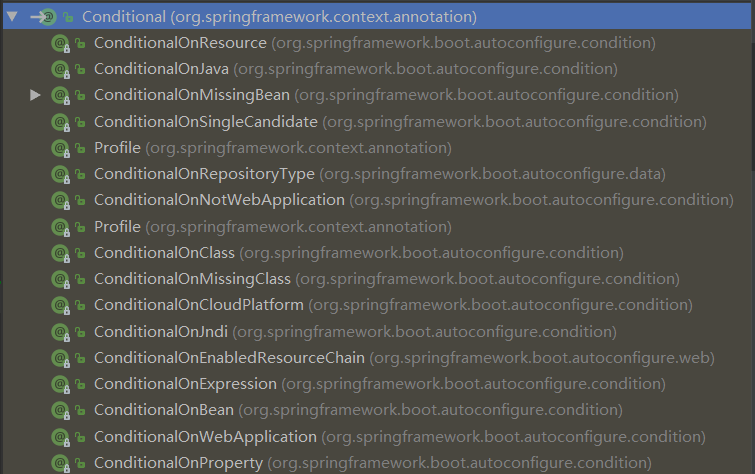 Conditional (org.springframework.context.annotation)
ConditionalOnResource (org.springframework.boot.autoconfigure.condition)
ConditionalOnJava (org.springframework.boot.autoconfigure.condition)
ConditionalOnMissingBean (org.springframework.boot.autoconfigure.condition)
ConditionalOnSingleCandidate (org.springframework.boot.autoconfigure.condition)
Profile (org.springframework.context.annotation)
ConditionalOnRepositoryType (org.springframework.boot.autoconfigure.data)
ConditionalOnNotWebApplication (org.springframework.boot.autoconfigure.condition)
Profile (org.springframework.context.annotation)
ConditionalOnClass (org.springframework.boot.autoconfigure.condition)
ConditionalOnMissingClass (org.springframework.boot.autoconfigure.condition)
ConditionalOnCloudPlatform (org.springframework.boot.autoconfigure.condition)
ConditionalOnJndi (org.springframework.boot.autoconfigure.condition)
ConditionalOnEnabledResourceChain (org.springframework.boot.autoconfigure.web)
ConditionalOnExpression (org.springframework.boot.autoconfigure.condition)
ConditionalOnBean (org.springframework.boot.autoconfigure.condition)
ConditionalOnWebApplication (org.springframework.boot.autoconfigure.condition)
ConditionalOnProperty (org.springframework.boot.autoconfigure.condition)